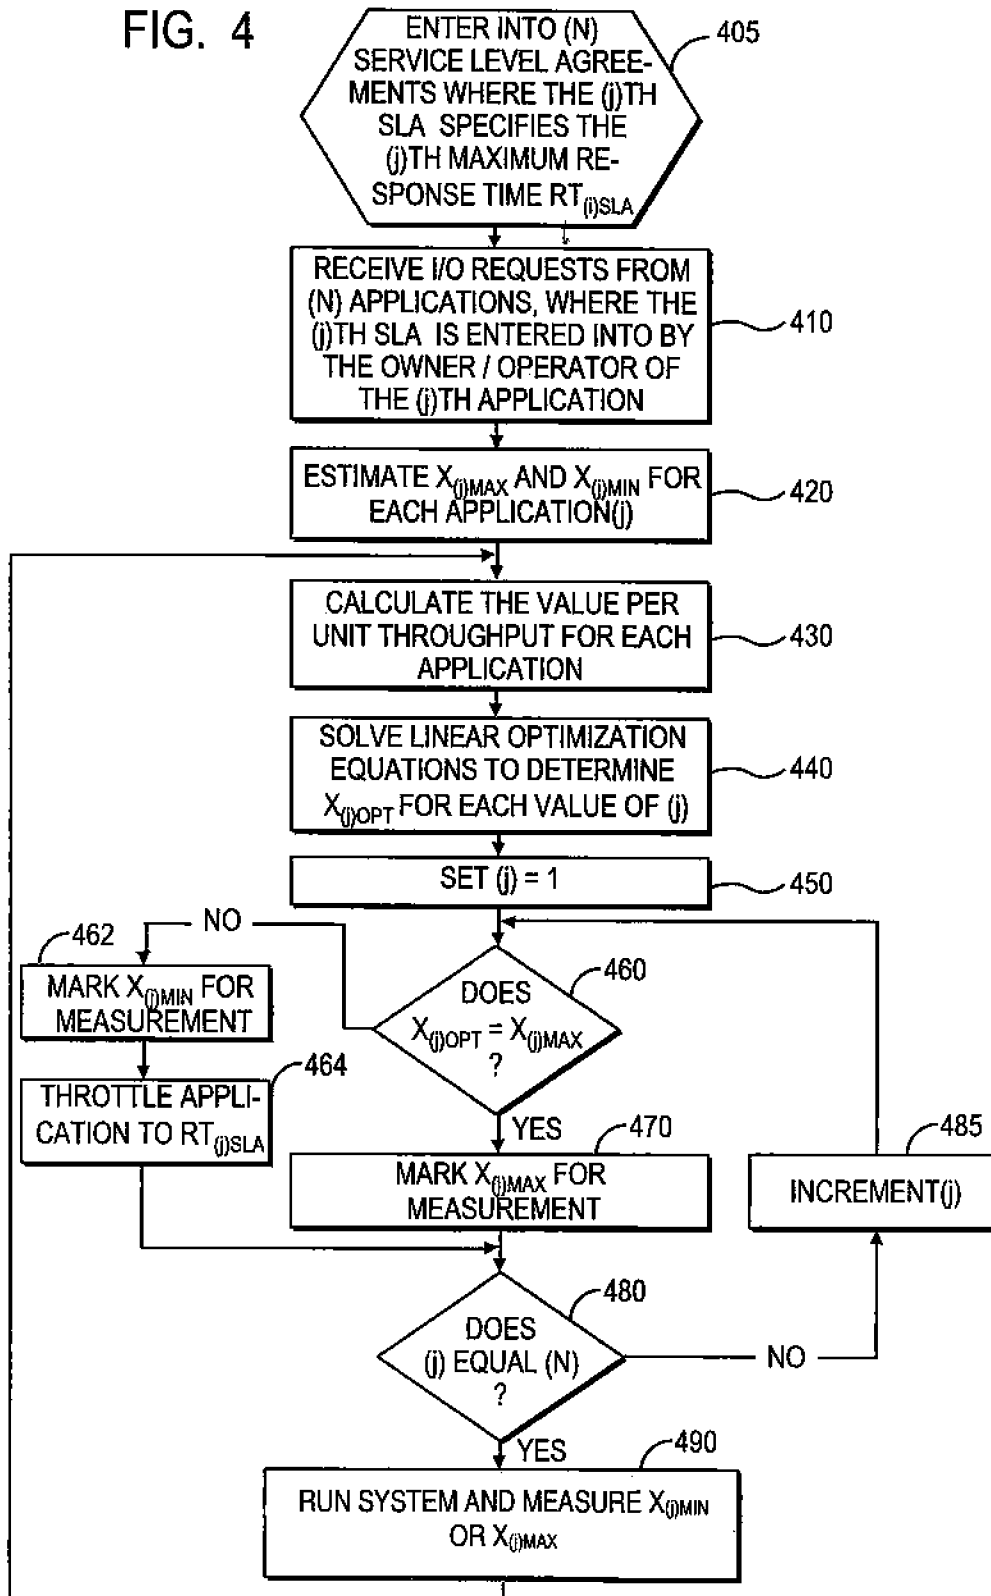 FIG. 4
ENTER INTO (N)
SERVICE LEVEL AGREE-
MENTS WHERE THE (j)TH
SLA SPECIFIES THE
(j)TH MAXIMUM RE-
SPONSE TIME RT(i)SLA
405
RECEIVE I/O REQUESTS FROM
(N) APPLICATIONS, WHERE THE
(j)TH SLA IS ENTERED INTO BY
THE OWNER / OPERATOR OF
THE (j)TH APPLICATION
410
ESTIMATE X(j)MAX AND X(j)MIN FOR
EACH APPLICATION(j)
420
CALCULATE THE VALUE PER
UNIT THROUGHPUT FOR EACH
APPLICATION
430
SOLVE LINEAR OPTIMIZATION
EQUATIONS TO DETERMINE
X(j)OPT FOR EACH VALUE OF (j)
440
SET (j) = 1
450
NO
462
MARK X(j)MIN FOR
MEASUREMENT
460
DOES
X(j)OPT = X(j)MAX
?
464
THROTTLE APPLI-
CATION TO RT(j)SLA
YES
470
MARK X(j)MAX FOR
MEASUREMENT
485
INCREMENT(j)
480
DOES
(j) EQUAL (N)
?
NO
YES
490
RUN SYSTEM AND MEASURE X(j)MIN
OR X(j)MAX